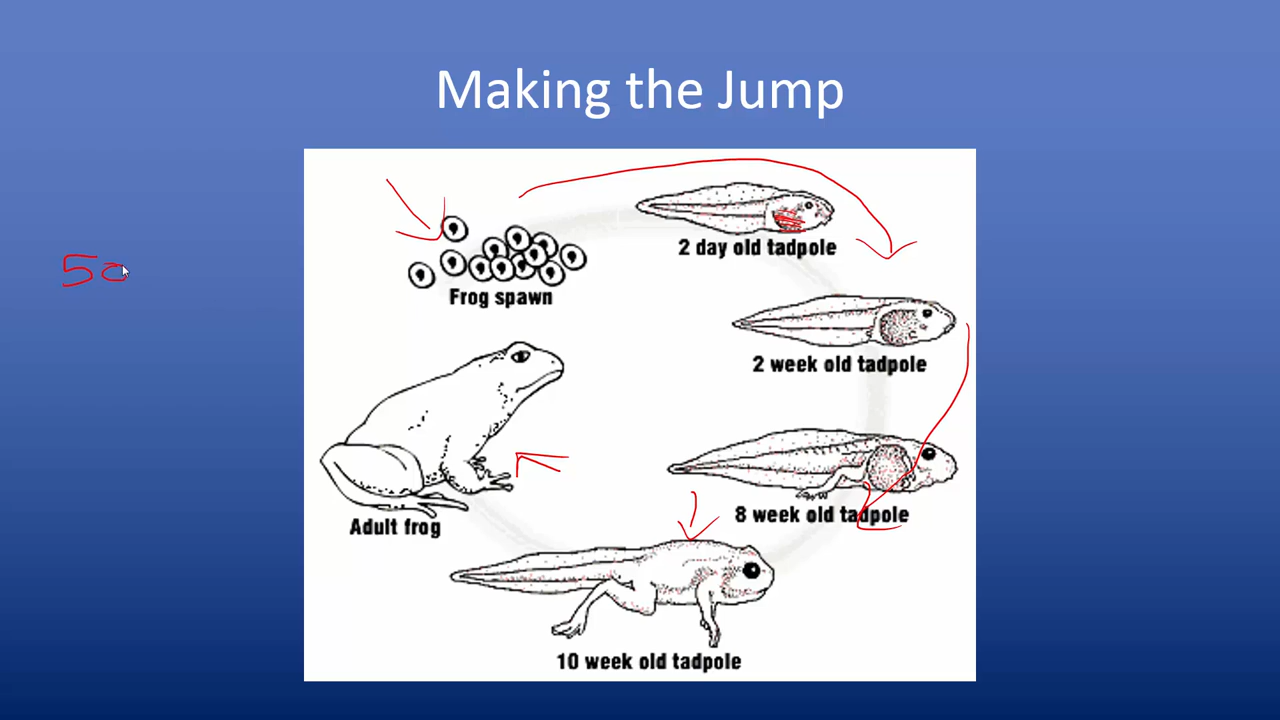 Making the Jump
2 day old tadpole
50
Frog spawn
2 week old tadpole
8 week old tadpole
Adult frog
10 week old tadpole